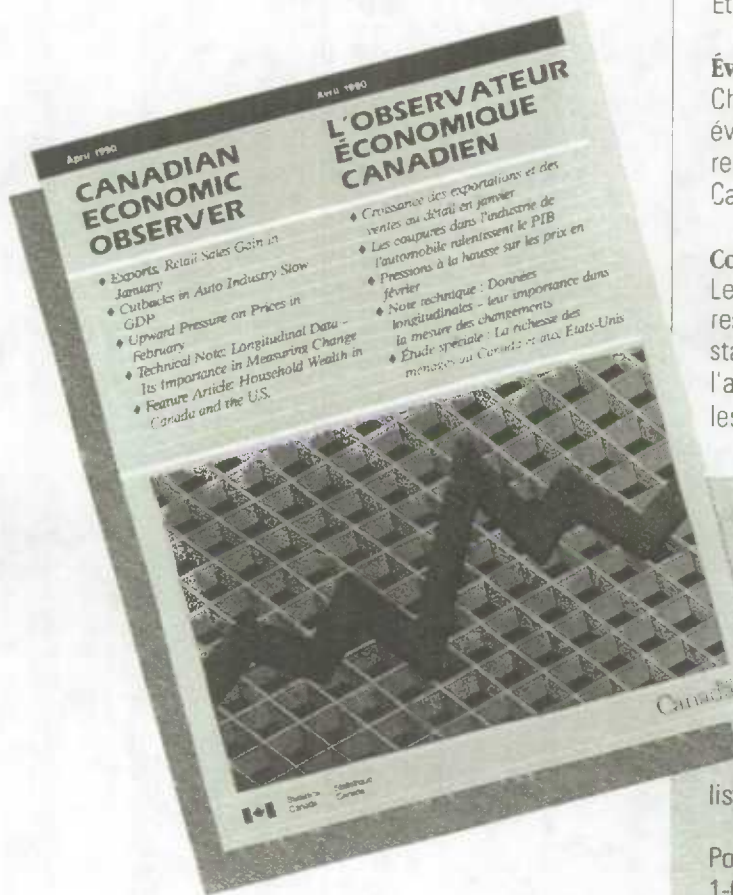 April 1990
Avril 1990
CANADIAN
ECONOMIC
OBSERVER
♦ Exports, Retail Sales Gain in
January
♦ Cutbacks in Auto Industry Slow
GDP
♦ Upward Pressure on Prices in
February
♦ Technical Note: Longitudinal Data -
Its Importance in Measuring Change
♦ Feature Article: Household Wealth in
Canada and the U.S.
L'OBSERVATEUR
ÉCONOMIQUE
CANADIEN
♦ Croissance des exportations et des
ventes au détail en janvier
♦ Les coupures dans l'industrie de
l'automobile ralentissent le PIB
♦ Pressions à la hausse sur les prix en
février
♦ Note technique : Données
longitudinales - leur importance dans
la mesure des changements
♦ Étude spéciale : La richesse des
ménages au Canada et aux États-Unis
Statistics
Canada
Statistique
Canada
Canada
Et
Év
Ch
év
re
Ca
Co
Le
res
sta
l'a
les
lis
Po